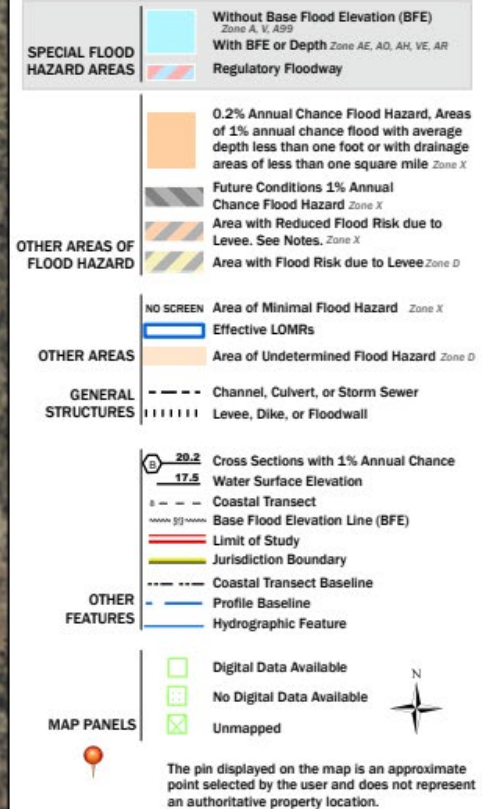 SPECIAL FLOOD
HAZARD AREAS
Without Base Flood Elevation (BFE)
Zone A, V, A99
With BFE or Depth Zone AE, AO, AH, VE, AR
Regulatory Floodway
OTHER AREAS OF
FLOOD HAZARD
0.2% Annual Chance Flood Hazard, Areas
of 1% annual chance flood with average
depth less than one foot or with drainage
areas of less than one square mile Zone X
Future Conditions 1% Annual
Chance Flood Hazard Zone X
Area with Reduced Flood Risk due to
Levee. See Notes. Zone X
Area with Flood Risk due to Levee Zone D
OTHER AREAS
NO SCREEN Area of Minimal Flood Hazard Zone X
Effective LOMRs
Area of Undetermined Flood Hazard Zone D
GENERAL
STRUCTURES
Channel, Culvert, or Storm Sewer
Levee, Dike, or Floodwall
OTHER
FEATURES
B 20.2 Cross Sections with 1% Annual Chance
17.5 Water Surface Elevation
8 Coastal Transect
513 Base Flood Elevation Line (BFE)
Limit of Study
Jurisdiction Boundary
Coastal Transect Baseline
Profile Baseline
Hydrographic Feature
MAP PANELS
Digital Data Available
No Digital Data Available
Unmapped
N
The pin displayed on the map is an approximate
point selected by the user and does not represent
an authoritative property location.